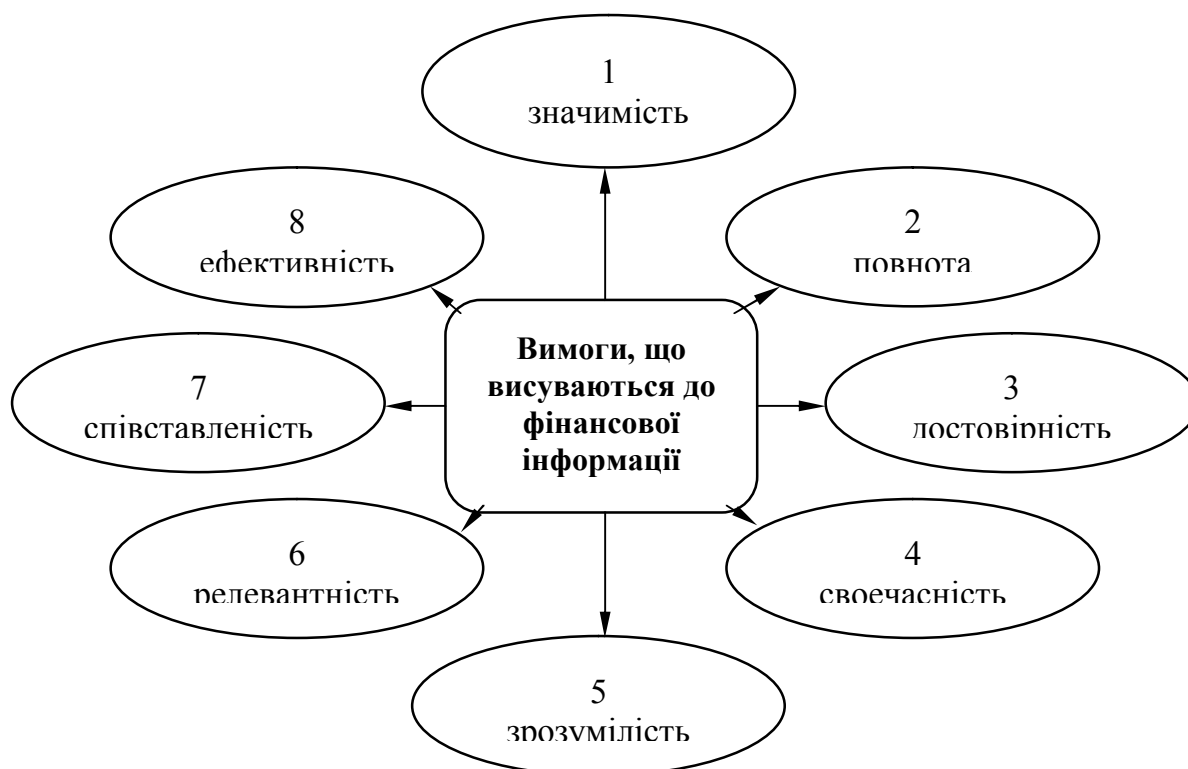 1
значимість
2
повнота
3
достовірність
4
своечасність
5
зрозумілість
6
релевантність
7
співставленість
8
ефективність
Вимоги, що
висуваються до
фінансової
інформації